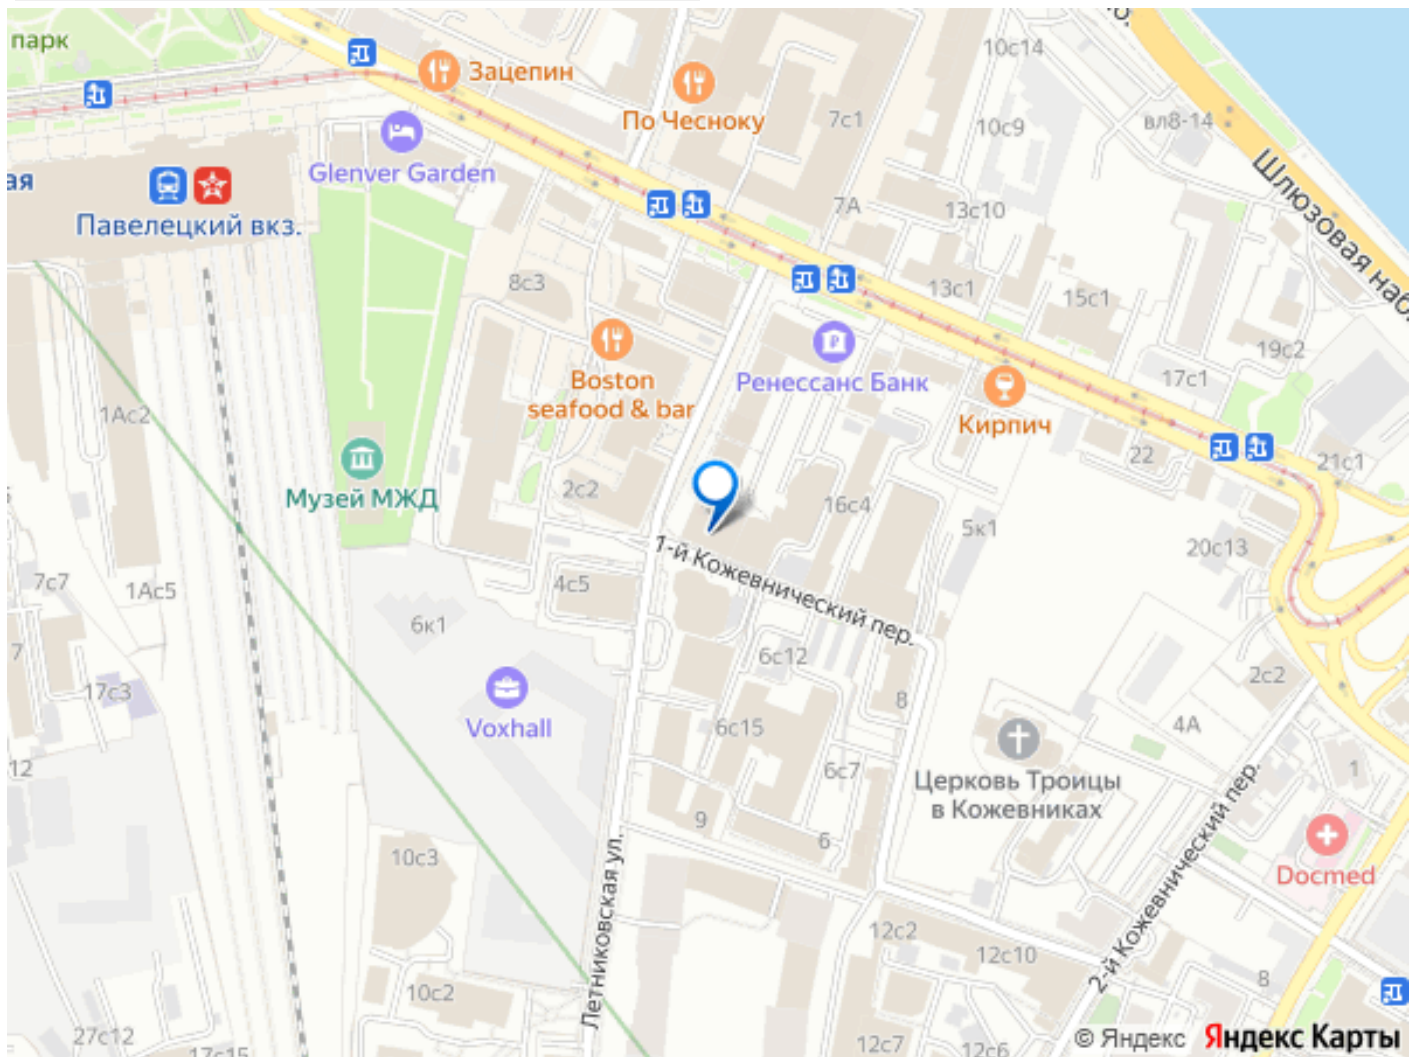 парк
Зацепин
По Чесноку
10с14
7с1
10с9
вл8-14
Шлюзовая наб.
Glenver Garden
ая
Павелецкий вкз.
7А
13с10
8с3
13с1
15с1
19с2
Ренессанс Банк
17с1
Boston
seafood & bar
Кирпич
1Ас2
22
21с1
Музей МЖД
2с2
16с4
5к1
20с13
1-й Кожевнический пер.
7с7
1Ас5
4с5
6к1
7
6с12
17с3
8
2с2
Voxhall
6с15
4А
12
6с7
Церковь Троицы
в Кожевниках
1
9
6
Docmed
10с3
Летниковская ул.
2-й Кожевнический пер.
12с2
12с10
8
10с2
27с12
17с15
12с7
12с6
© Яндекс Яндекс Карты